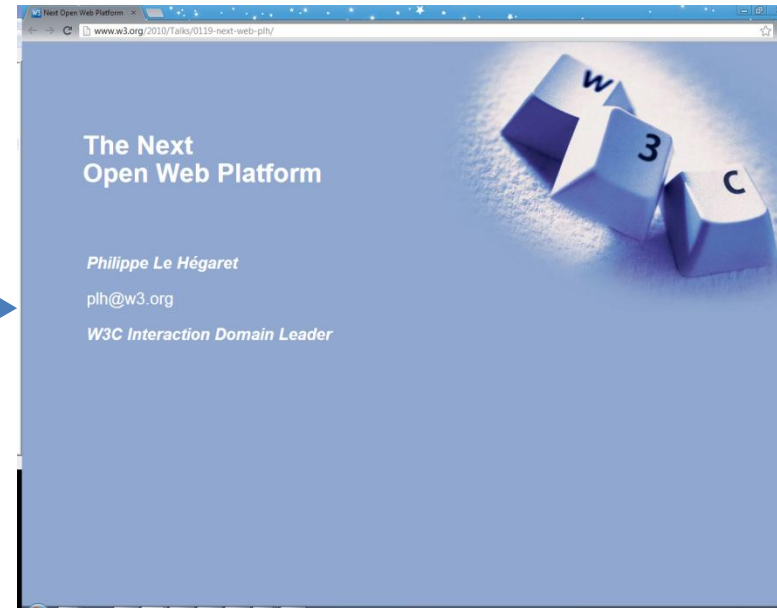 Next Open Web Platform
www.w3.org/2010/Talks/0119-next-web-plh/
W
3
C
The Next
Open Web Platform
Philippe Le Hégaret
plh@w3.org
W3C Interaction Domain Leader